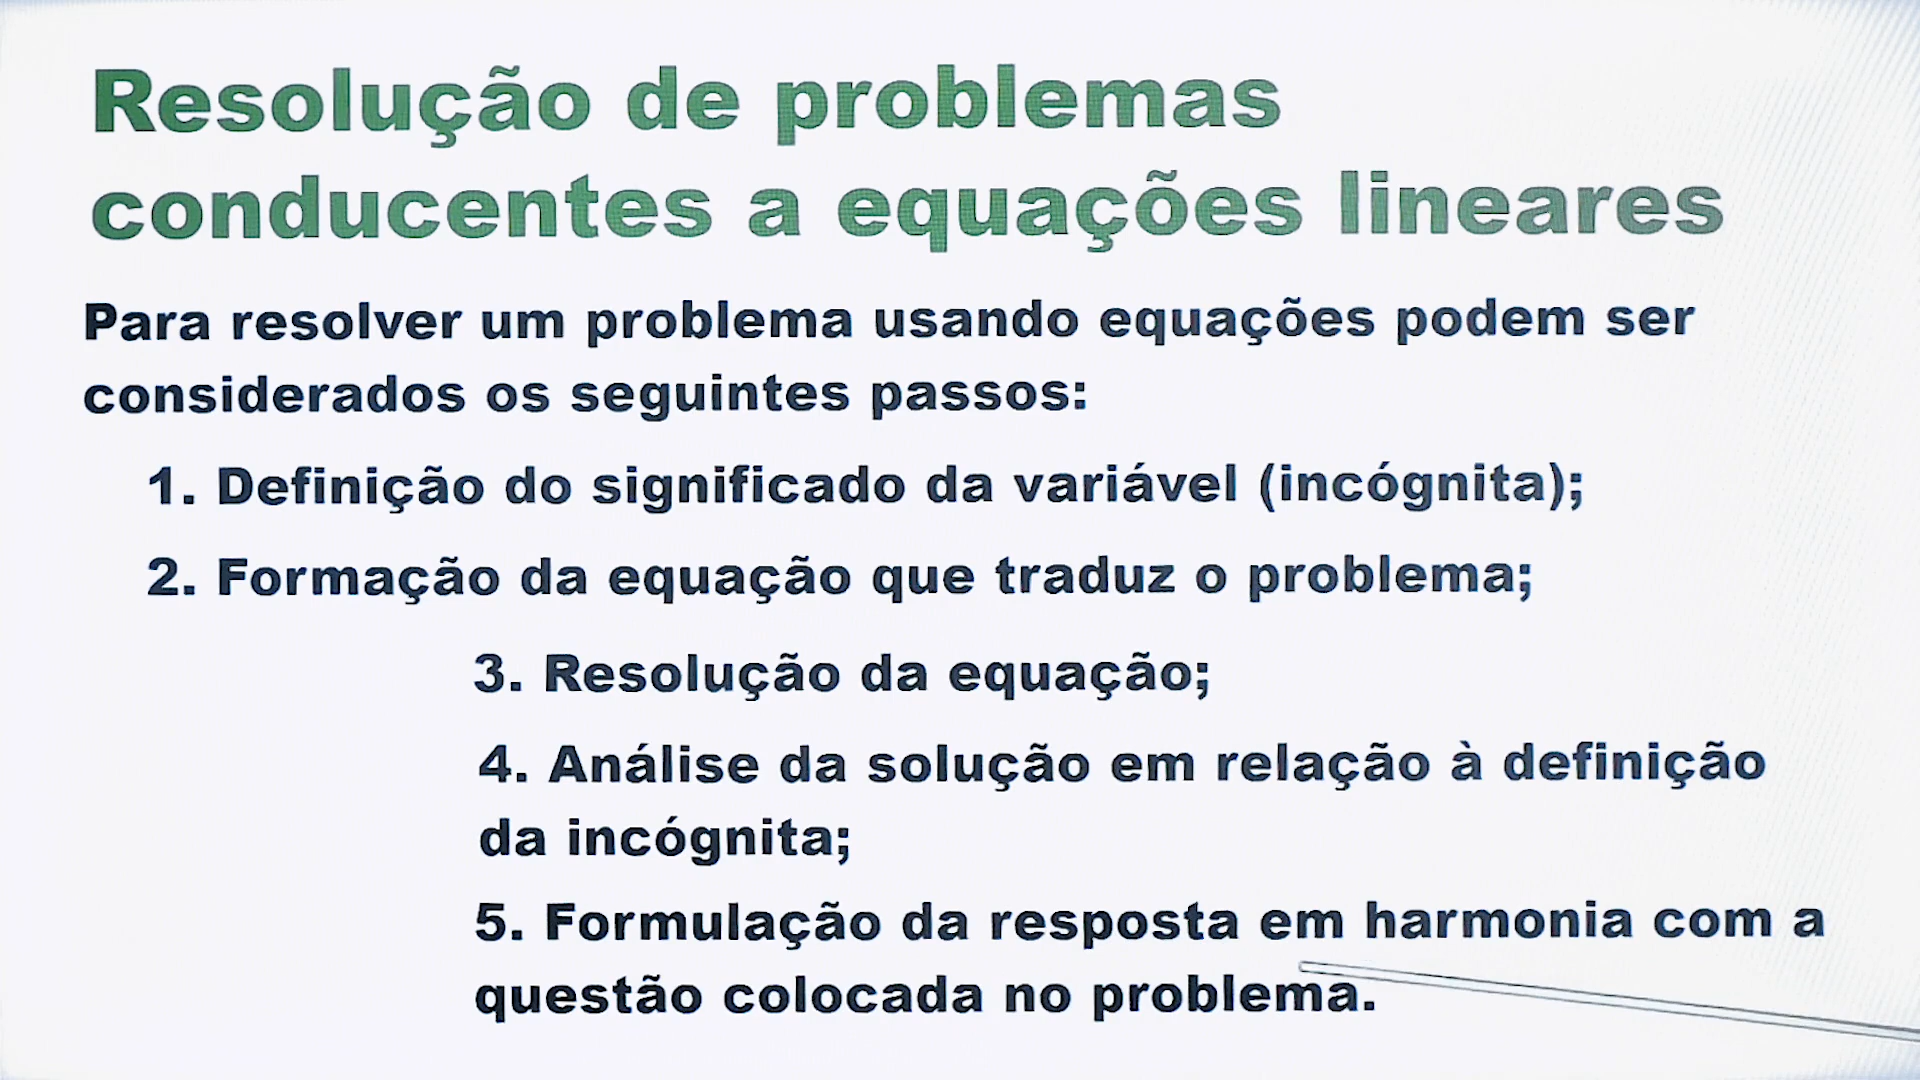 Resolução de problemas
conducentes a equações lineares
Para resolver um problema usando equações podem ser
considerados os seguintes passos:
1. Definição do significado da variável (incógnita);
2. Formação da equação que traduz o problema;
3. Resolução da equação;
4. Análise da solução em relação à definição
da incógnita;
5. Formulação da resposta em harmonia com a
questão colocada no problema.